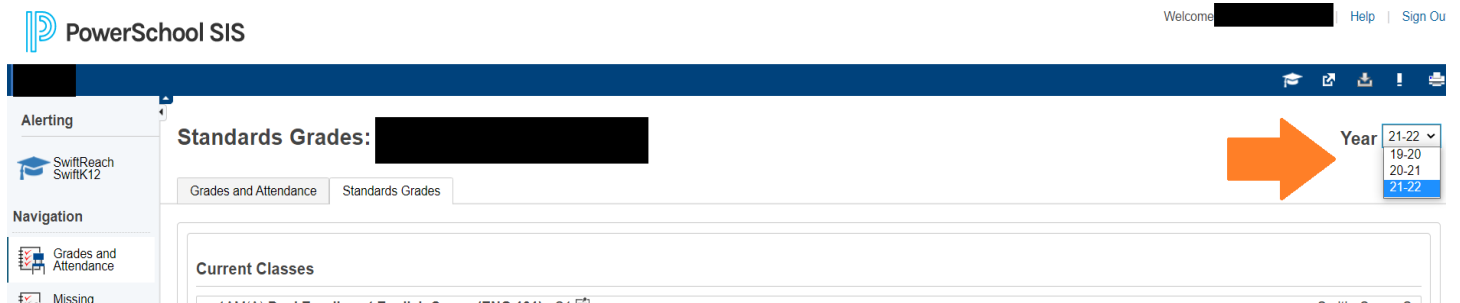 PowerSchool SIS
Welcome
Help | Sign Ou
Alerting
SwiftReach
SwiftK12
Navigation
Grades and
Attendance
Missing
Standards Grades:
Year 21-22
19-20
20-21
21-22
Grades and Attendance
Standards Grades
Current Classes